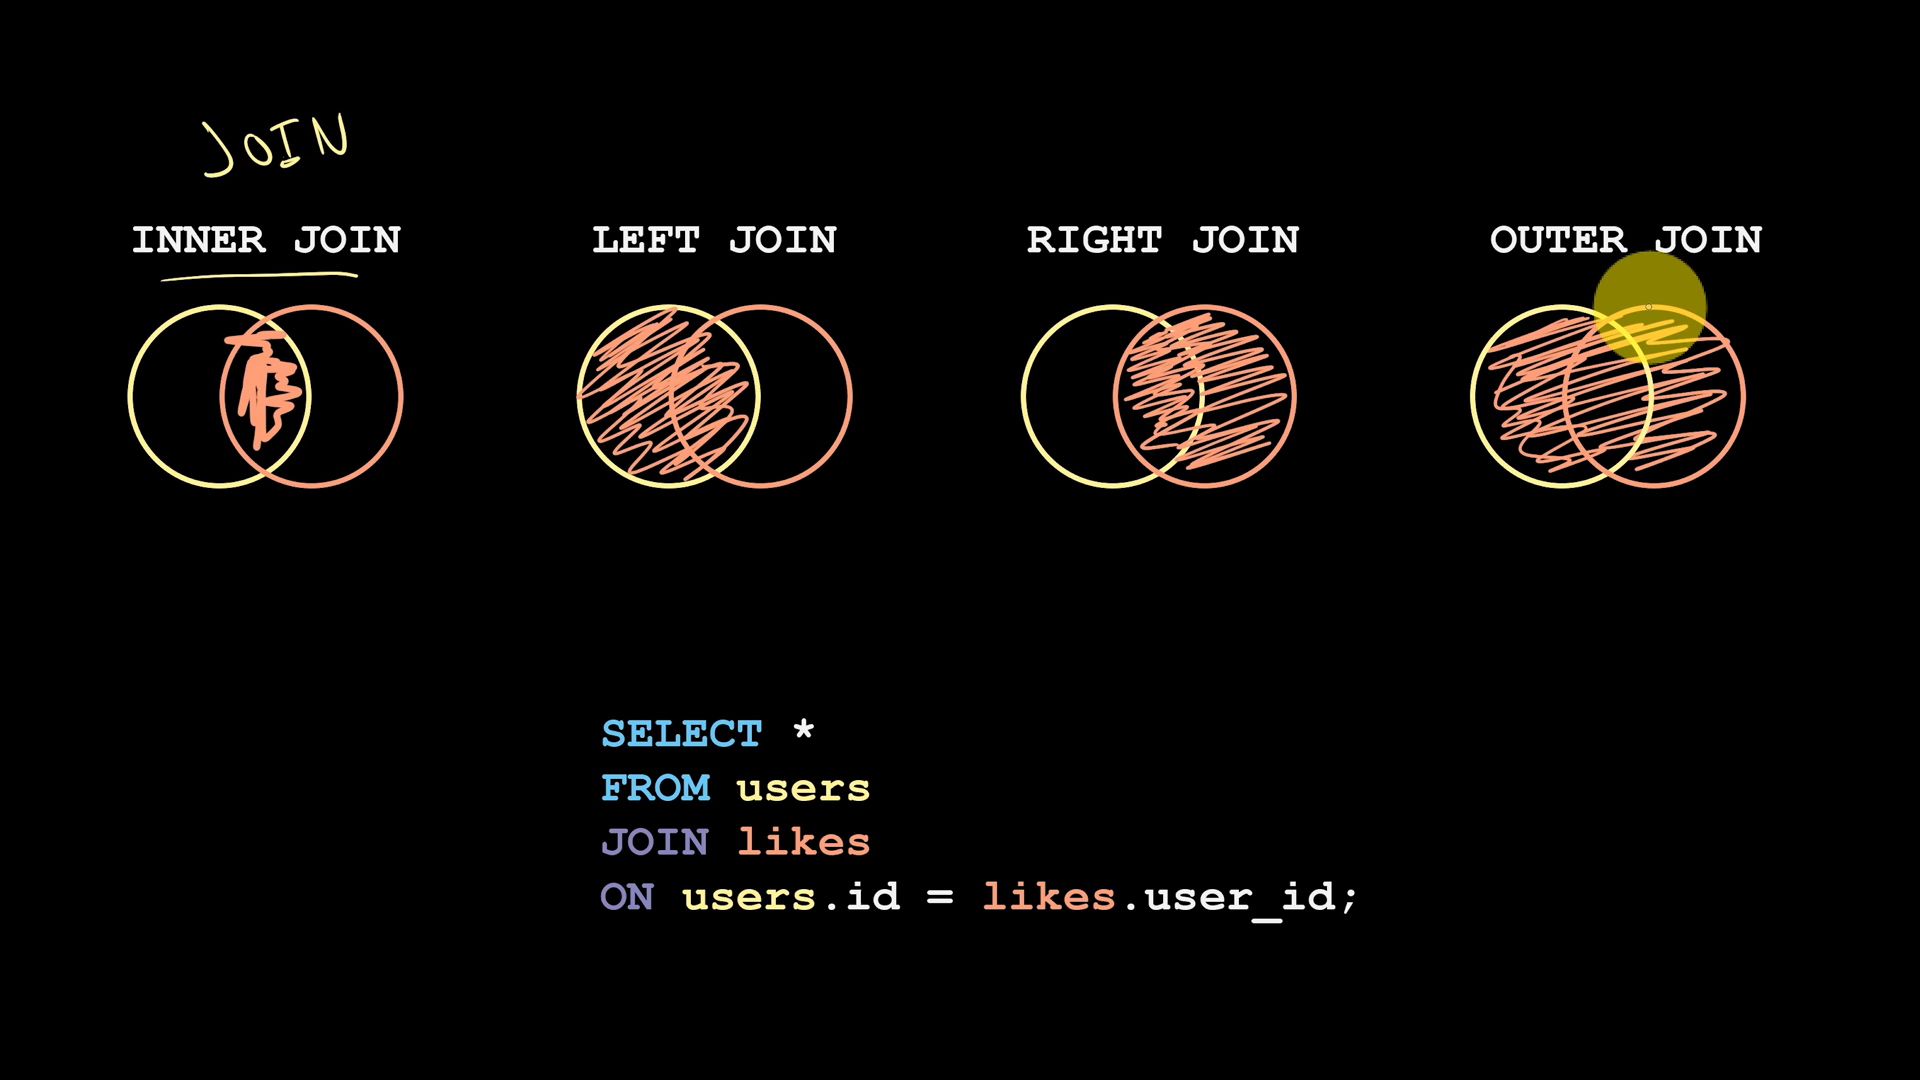 JOIN
INNER JOIN
LEFT JOIN
RIGHT JOIN
OUTER JOIN
SELECT *
FROM users
JOIN likes
ON users.id = likes.user_id;